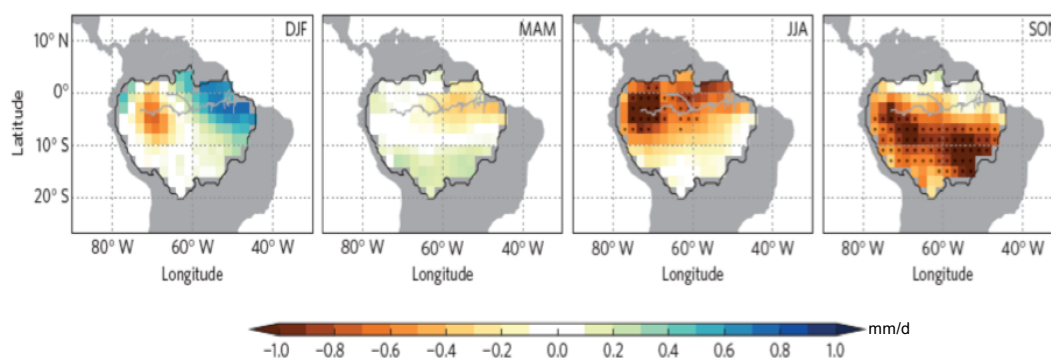 DJF
MAM
JJA
SON
10° N
0°
10° S
20° S
Latitude
80° W 60° W 40° W
80° W 60° W 40° W
80° W 60° W 40° W
80° W 60° W 40° W
Longitude
Longitude
Longitude
Longitude
mm/d
−1.0 −0.8 −0.6 −0.4 −0.2 0.0 0.2 0.4 0.6 0.8 1.0